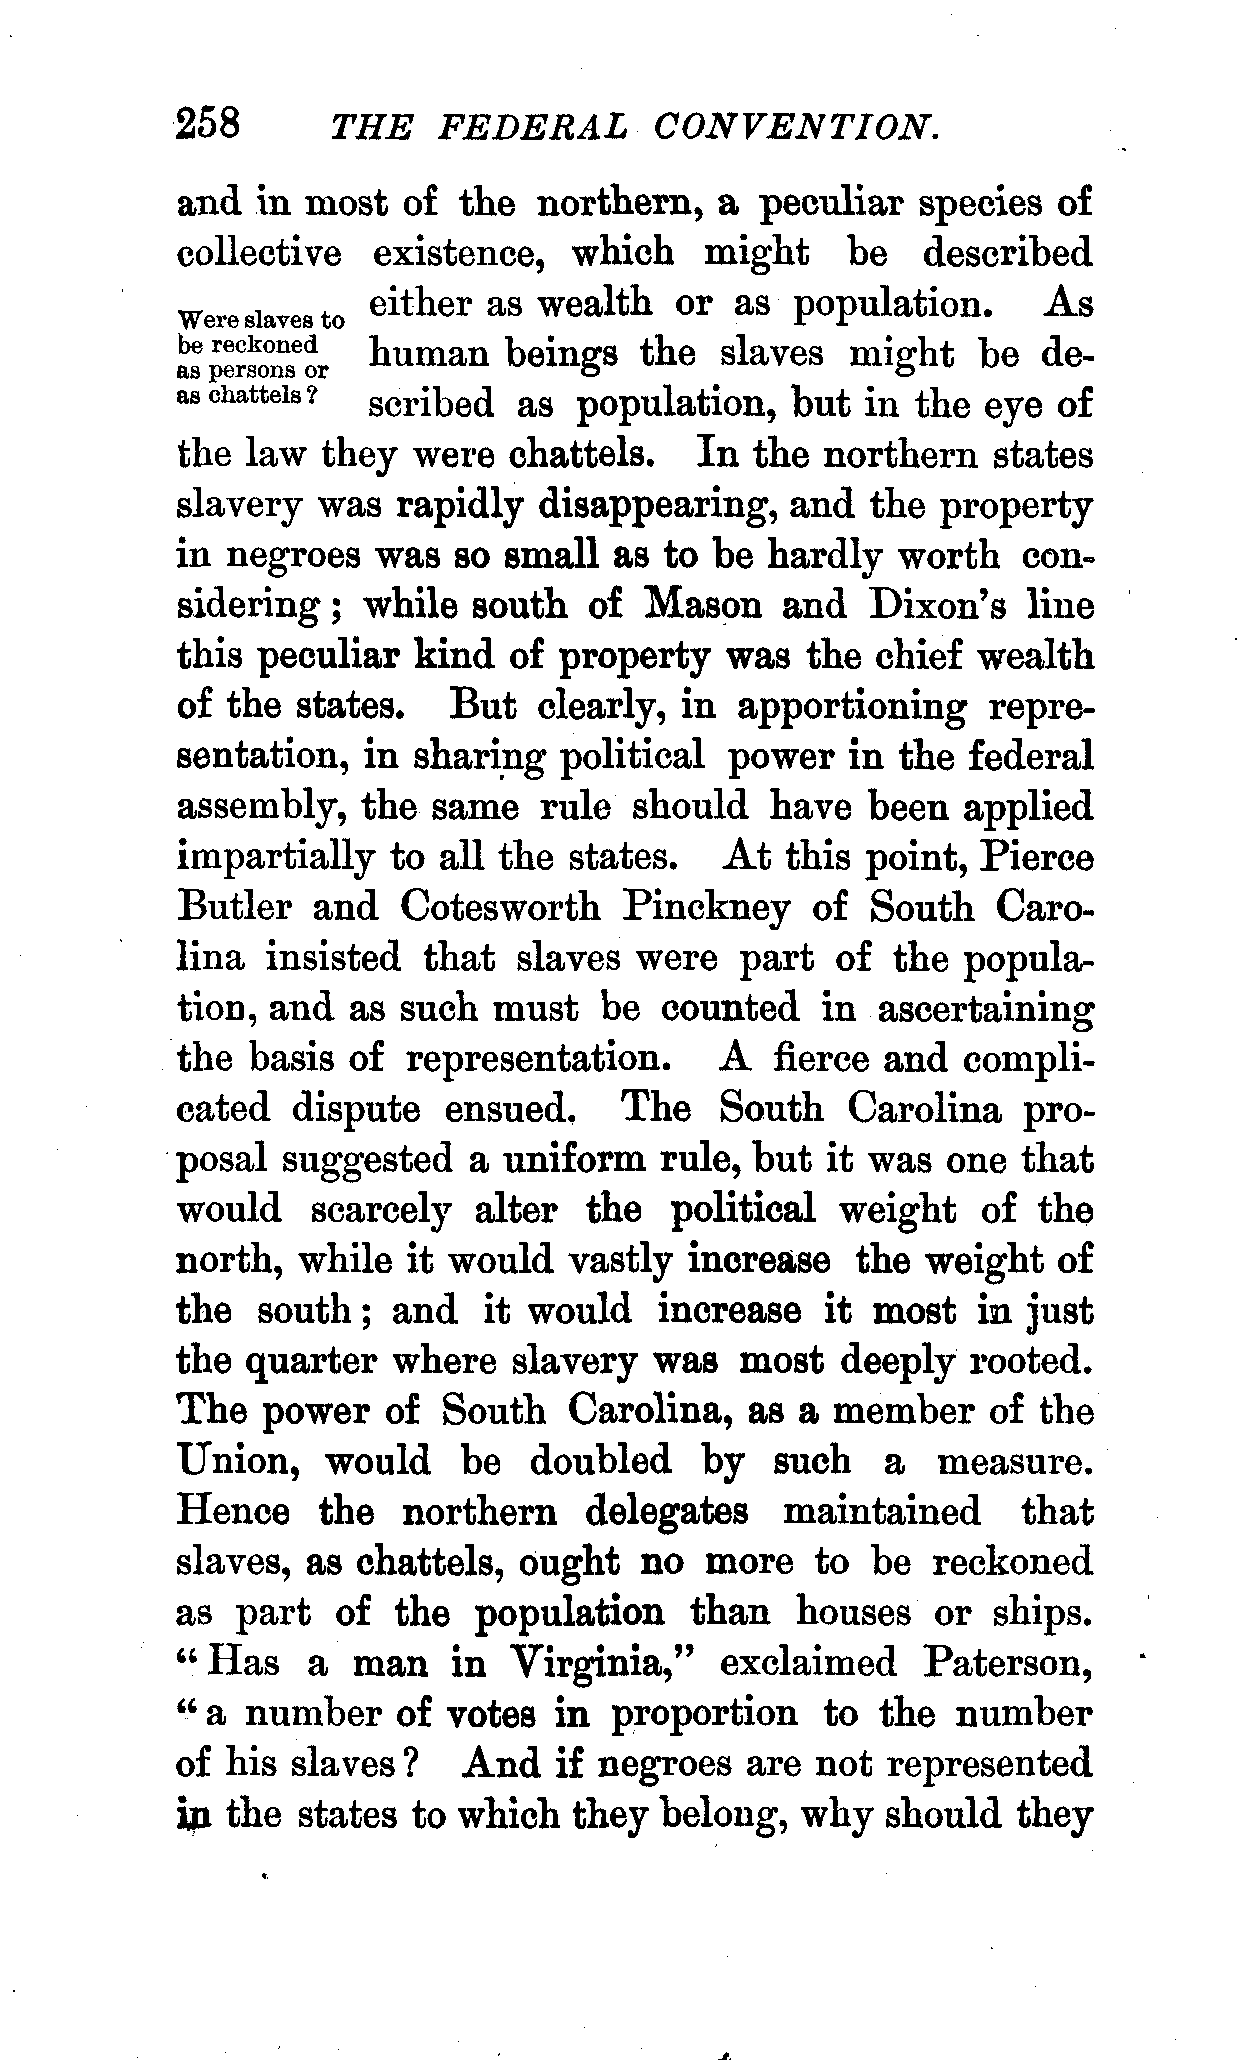 258 THE FEDERAL CONVENTION.
and in most of the northern, a peculiar species of
collective existence, which might be described
either as wealth or as population. As
Were slaves to
be reckoned
as persons or
as chattels?
human beings the slaves might be de-
scribed as population, but in the eye of
the law they were chattels. In the northern states
slavery was rapidly disappearing, and the property
in negroes was so small as to be hardly worth con-
sidering; while south of Mason and Dixon's line
this peculiar kind of property was the chief wealth
of the states. But clearly, in apportioning repre-
sentation, in sharing political power in the federal
assembly, the same rule should have been applied
impartially to all the states. At this point, Pierce
Butler and Cotesworth Pinckney of South Caro-
lina insisted that slaves were part of the popula-
tion, and as such must be counted in ascertaining
the basis of representation. A fierce and compli-
cated dispute ensued. The South Carolina pro-
posal suggested a uniform rule, but it was one that
would scarcely alter the political weight of the
north, while it would vastly increase the weight of
the south; and it would increase it most in just
the quarter where slavery was most deeply rooted.
The power of South Carolina, as a member of the
Union, would be doubled by such a measure.
Hence the northern delegates maintained that
slaves, as chattels, ought no more to be reckoned
as part of the population than houses or ships.
"Has a man in Virginia," exclaimed Paterson,
"a number of votes in proportion to the number
of his slaves? And if negroes are not represented
in the states to which they belong, why should they